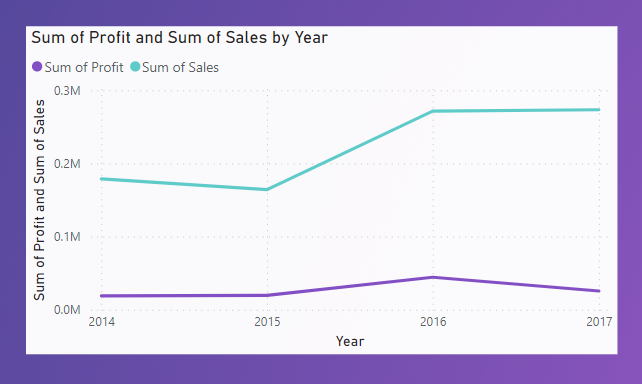 Sum of Profit and Sum of Sales by Year
Sum of Profit Sum of Sales
Sum of Profit and Sum of Sales
0.3M
0.2M
0.1M
0.0M
2014 2015 2016 2017
Year